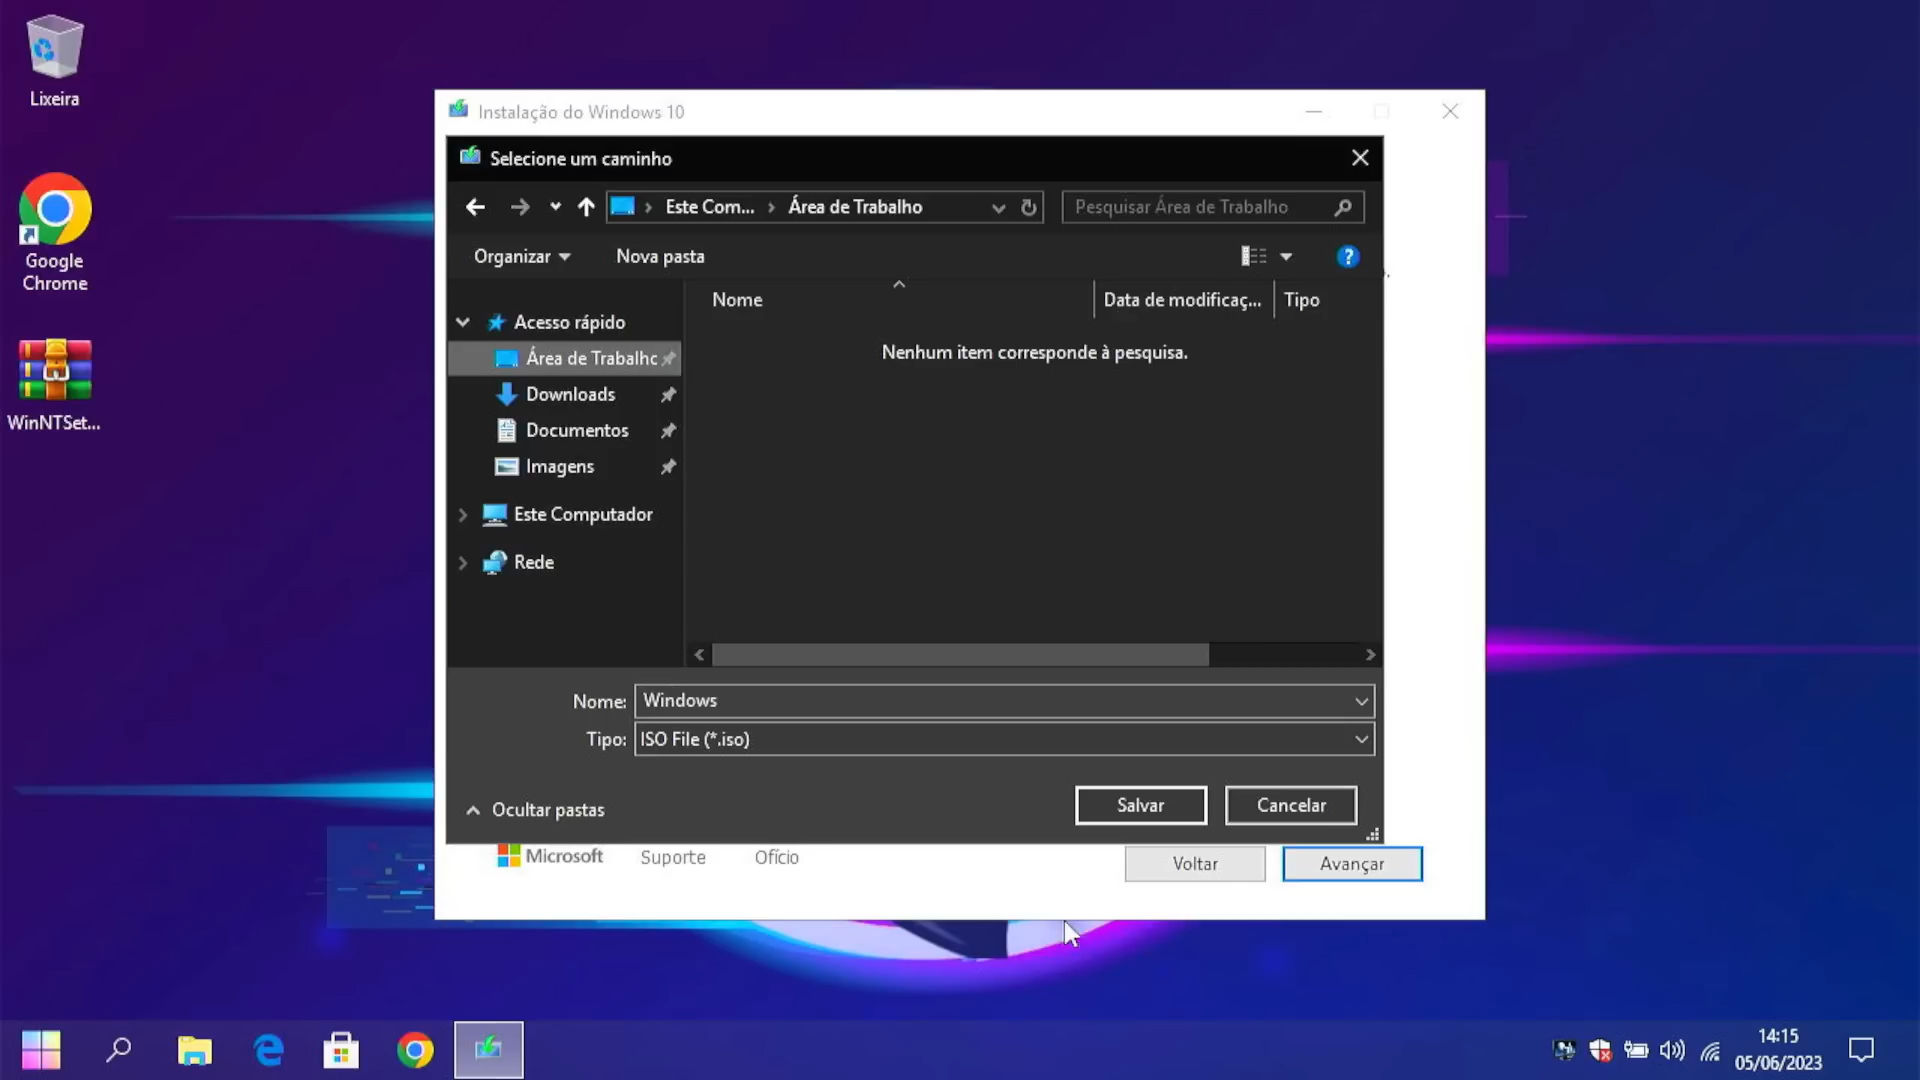 Lixeira
Google
Chrome
WinNTSet...
Instalação do Windows 10
Selecione um caminho
Este Com... Área de Trabalho
Pesquisar Área de Trabalho
Organizar
Nova pasta
?
Nome
Data de modificaç...
Tipo
Acesso rápido
Área de Trabalhc
Downloads
Documentos
Imagens
Este Computador
Rede
Nenhum item corresponde à pesquisa.
Nome: Windows
Tipo: ISO File (*.iso)
Ocultar pastas
Salvar
Cancelar
Microsoft
Suporte
Ofício
Voltar
Avançar
14:15
05/06/2023